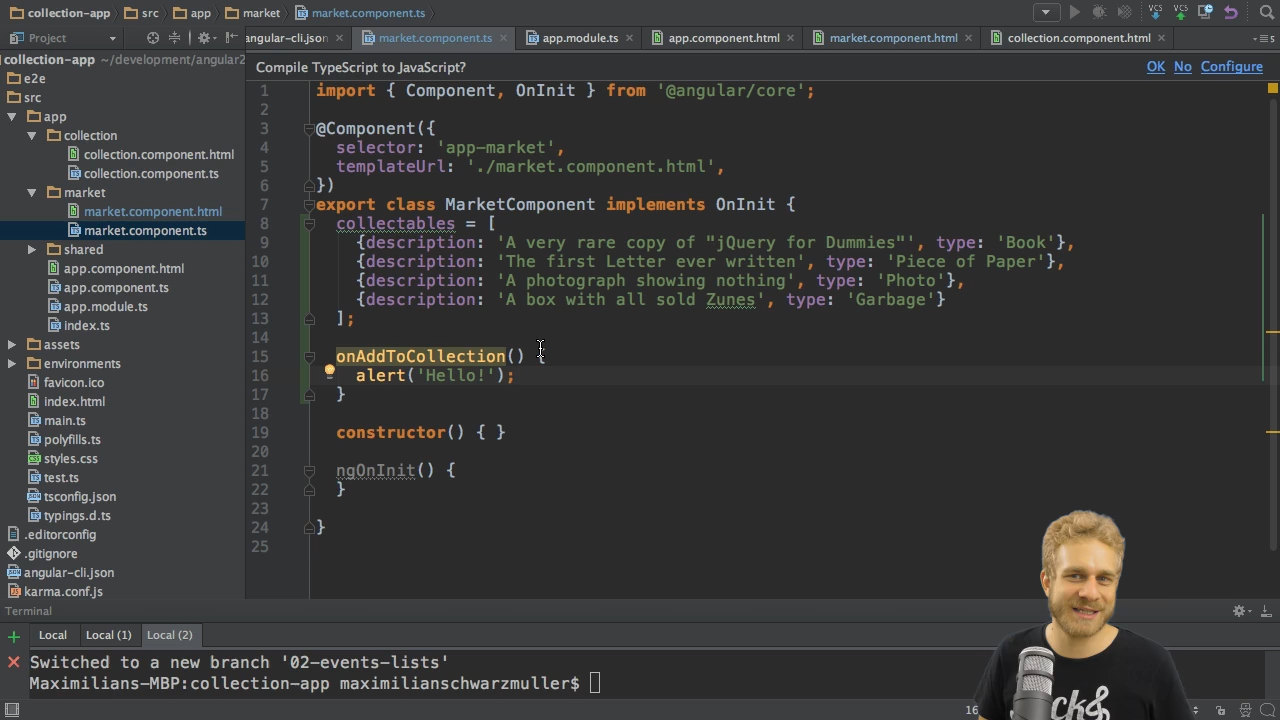 collection-app src app market market.component.ts
Project
angular-cli.json market.component.ts app.module.ts app.component.html market.component.html collection.component.html
VCS VCS
collection-app ~/development/angular2
e2e
src
app
collection
collection.component.html
collection.component.ts
market
market.component.html
market.component.ts
shared
app.component.html
app.component.ts
app.module.ts
index.ts
assets
environments
favicon.ico
index.html
main.ts
polyfills.ts
styles.css
test.ts
tsconfig.json
typings.d.ts
.editorconfig
.gitignore
angular-cli.json
karma.conf.js
Compile TypeScript to JavaScript? OK No Configure
1 import { Component, OnInit } from '@angular/core';
2
3 @Component({
4 selector: 'app-market',
5 templateUrl: './market.component.html',
6 })
7 export class MarketComponent implements OnInit {
8 collectables = [
9 {description: 'A very rare copy of "jQuery for Dummies"', type: 'Book'},
10 {description: 'The first Letter ever written', type: 'Piece of Paper'},
11 {description: 'A photograph showing nothing', type: 'Photo'},
12 {description: 'A box with all sold Zunes', type: 'Garbage'}
13 ];
14
15 onAddToCollection() {
16 alert('Hello!');
17 }
18
19 constructor() { }
20
21 ngOnInit() {
22 }
23
24 }
25
Terminal
Local Local (1) Local (2)
Switched to a new branch '02-events-lists'
Maximilians-MBP:collection-app maximilianschwarzmuller$